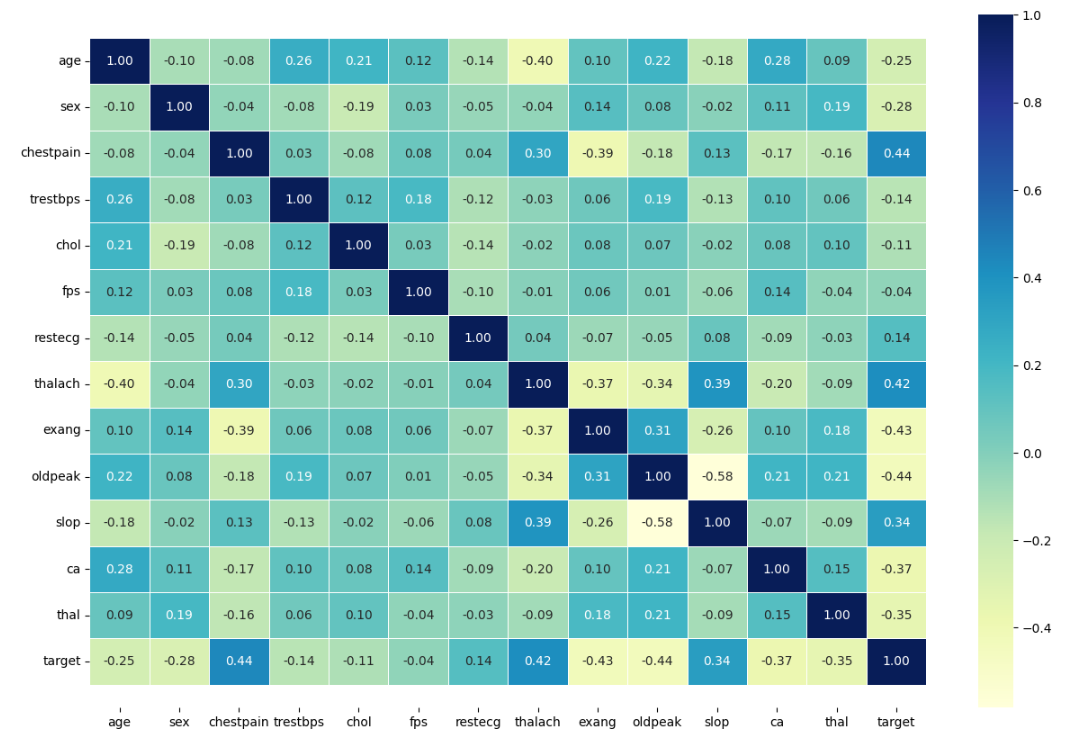 1.0
age 1.00 -0.10 -0.08 0.26 0.21 0.12 -0.14 -0.40 0.10 0.22 -0.18 0.28 0.09 -0.25
sex -0.10 1.00 -0.04 -0.08 -0.19 0.03 -0.05 -0.04 0.14 0.08 -0.02 0.11 0.19 -0.28
0.8
chestpain -0.08 -0.04 1.00 0.03 -0.08 0.08 0.04 0.30 -0.39 -0.18 0.13 -0.17 -0.16 0.44
0.6
trestbps 0.26 -0.08 0.03 1.00 0.12 0.18 -0.12 -0.03 0.06 0.19 -0.13 0.10 0.06 -0.14
chol 0.21 -0.19 -0.08 0.12 1.00 0.03 -0.14 -0.02 0.08 0.07 -0.02 0.08 0.10 -0.11
0.4
fps 0.12 0.03 0.08 0.18 0.03 1.00 -0.10 -0.01 0.06 0.01 -0.06 0.14 -0.04 -0.04
restecg -0.14 -0.05 0.04 -0.12 -0.14 -0.10 1.00 0.04 -0.07 -0.05 0.08 -0.09 -0.03 0.14
0.2
thalach -0.40 -0.04 0.30 -0.03 -0.02 -0.01 0.04 1.00 -0.37 -0.34 0.39 -0.20 -0.09 0.42
exang 0.10 0.14 -0.39 0.06 0.08 0.06 -0.07 -0.37 1.00 0.31 -0.26 0.10 0.18 -0.43
0.0
oldpeak 0.22 0.08 -0.18 0.19 0.07 0.01 -0.05 -0.34 0.31 1.00 -0.58 0.21 0.21 -0.44
slop -0.18 -0.02 0.13 -0.13 -0.02 -0.06 0.08 0.39 -0.26 -0.58 1.00 -0.07 -0.09 0.34
−0.2
ca 0.28 0.11 -0.17 0.10 0.08 0.14 -0.09 -0.20 0.10 0.21 -0.07 1.00 0.15 -0.37
thal 0.09 0.19 -0.16 0.06 0.10 -0.04 -0.03 -0.09 0.18 0.21 -0.09 0.15 1.00 -0.35
−0.4
target -0.25 -0.28 0.44 -0.14 -0.11 -0.04 0.14 0.42 -0.43 -0.44 0.34 -0.37 -0.35 1.00
age sex chestpain trestbps chol fps restecg thalach exang oldpeak slop ca thal target